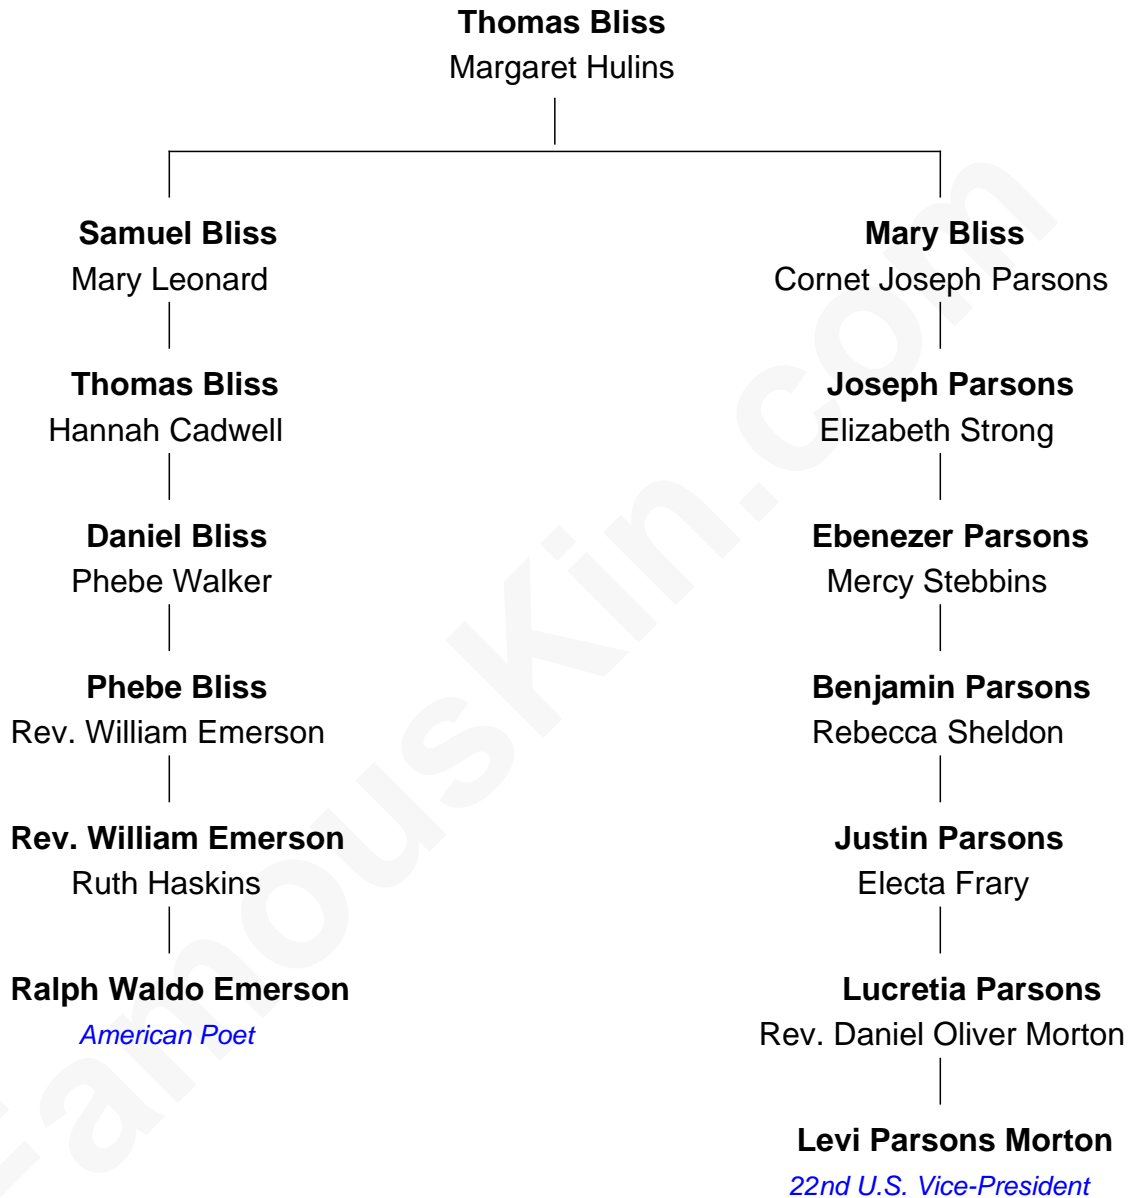 Thomas Bliss
Margaret Hulins
Samuel Bliss
Mary Leonard
Mary Bliss
Cornet Joseph Parsons
Thomas Bliss
Hannah Cadwell
Joseph Parsons
Elizabeth Strong
Daniel Bliss
Phebe Walker
Ebenezer Parsons
Mercy Stebbins
Phebe Bliss
Rev. William Emerson
Benjamin Parsons
Rebecca Sheldon
Rev. William Emerson
Ruth Haskins
Justin Parsons
Electa Frary
Ralph Waldo Emerson
American Poet
Lucretia Parsons
Rev. Daniel Oliver Morton
Levi Parsons Morton
22nd U.S. Vice-President
FamousKin.com